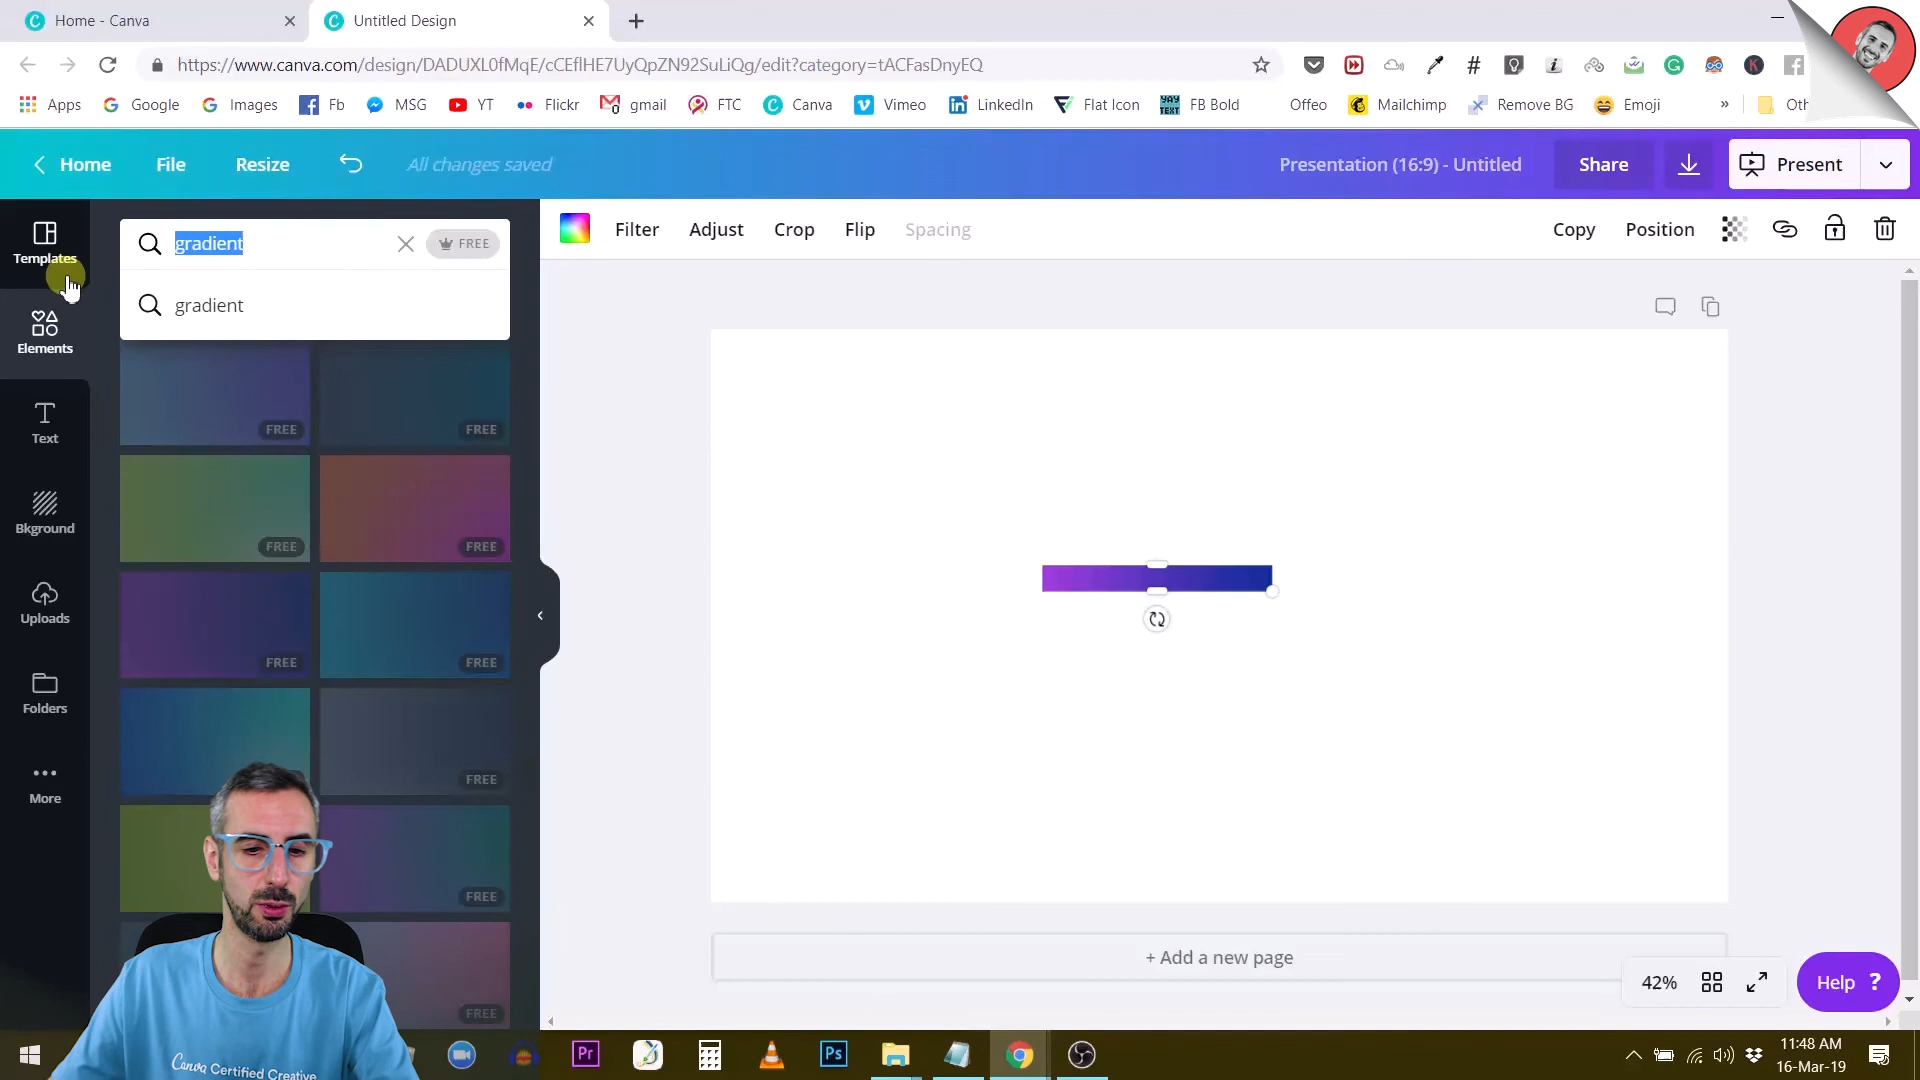 Home - Canva
Untitled Design
https://www.canva.com/design/DADUXL0fMqE/cCEflHE7UyQpZN92SuLiQg/edit?category=tACFasDnyEQ
Apps
Google
Images
Fb
MSG
YT
Flickr
gmail
FTC
Canva
Vimeo
LinkedIn
Flat Icon
FB Bold
Offeo
Mailchimp
Remove BG
Emoji
»
Home
File
Resize
All changes saved
Presentation (16:9) - Untitled
Share
Present
Templates
gradient
FREE
gradient
Filter
Adjust
Crop
Flip
Spacing
Copy
Position
Elements
Text
Bkground
Uploads
Folders
More
FREE
FREE
FREE
FREE
FREE
FREE
FREE
FREE
FREE
+ Add a new page
42%
Help ?
Canva Certified Creative
Pr
Ps
11:48 AM
16-Mar-19